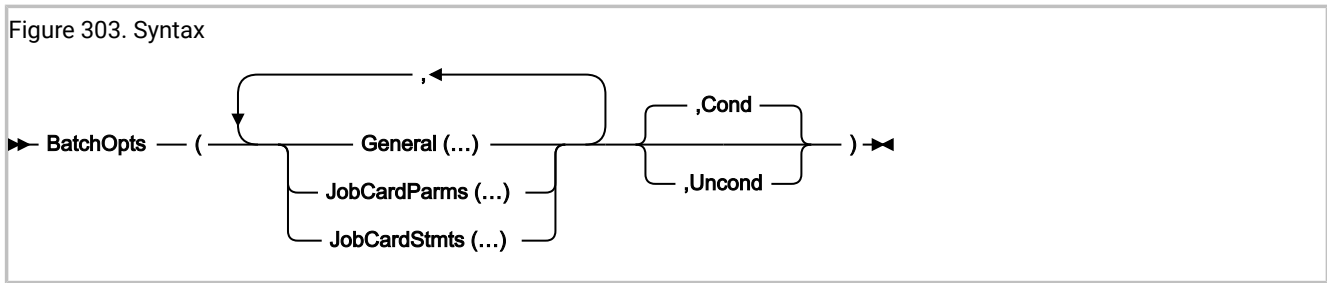 Figure 303. Syntax
,
,Cond
BatchOpts ( General (...) )
,Uncond
JobCardParms (...)
JobCardStmts (...)